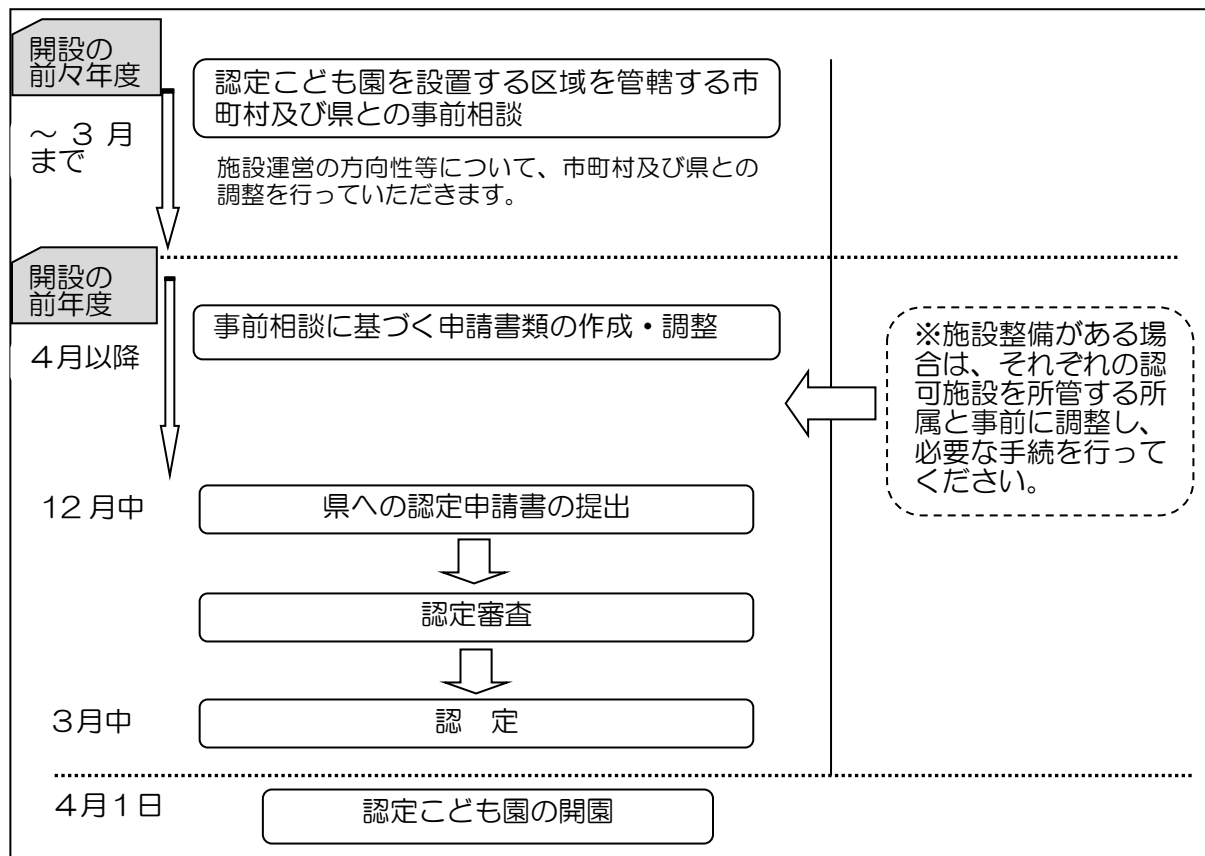 開設の
前々年度
～３月
まで
認定こども園を設置する区域を管轄する市
町村及び県との事前相談
施設運営の方向性等について、市町村及び県との
調整を行っていただきます。
開設の
前年度
４月以降
事前相談に基づく申請書類の作成・調整
※施設整備がある場
合は、それぞれの認
可施設を所管する所
属と事前に調整し、
必要な手続を行って
ください。
12月中
県への認定申請書の提出
認定審査
３月中
認　定
４月１日
認定こども園の開園